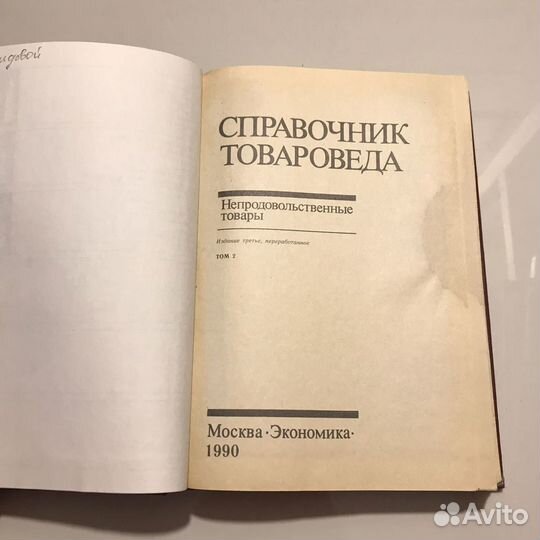 СПРАВОЧНИК
ТОВАРОВЕДА
Непродовольственные
товары
Издание третье, переработанное
ТОМ 2
Москва · Экономика ·
1990
Avito